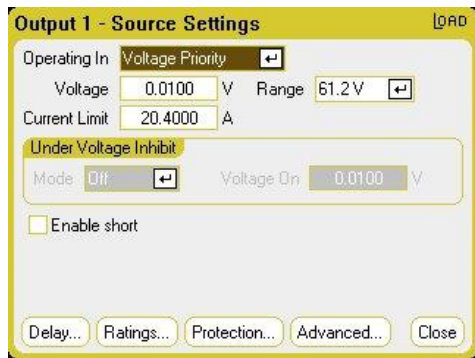 Output 1 - Source Settings LOAD
Operating In Voltage Priority
Voltage 0.0100 V Range 61.2 V
Current Limit 20.4000 A
Under Voltage Inhibit
Mode Off Voltage On 0.0100 V
Enable short
Delay... Ratings... Protection... Advanced... Close